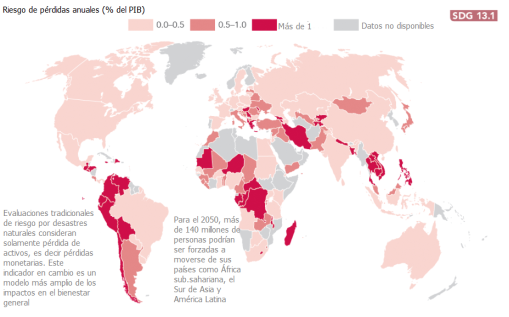 Riesgo de pérdidas anuales (% del PIB)
SDG 13.1
0.0–0.5
0.5–1.0
Más de 1
Datos no disponibles
Evaluaciones tradicionales
de riesgo por desastres
naturales consideran
solamente pérdida de
activos, es decir pérdidas
monetarias. Este
indicador en cambio es un
modelo más amplio de los
impactos en el bienestar
general
Para el 2050, más
de 140 milones de
personas podrían
ser forzadas a
moverse de sus
países como África
sub.sahariana, el
Sur de Asia y
América Latina